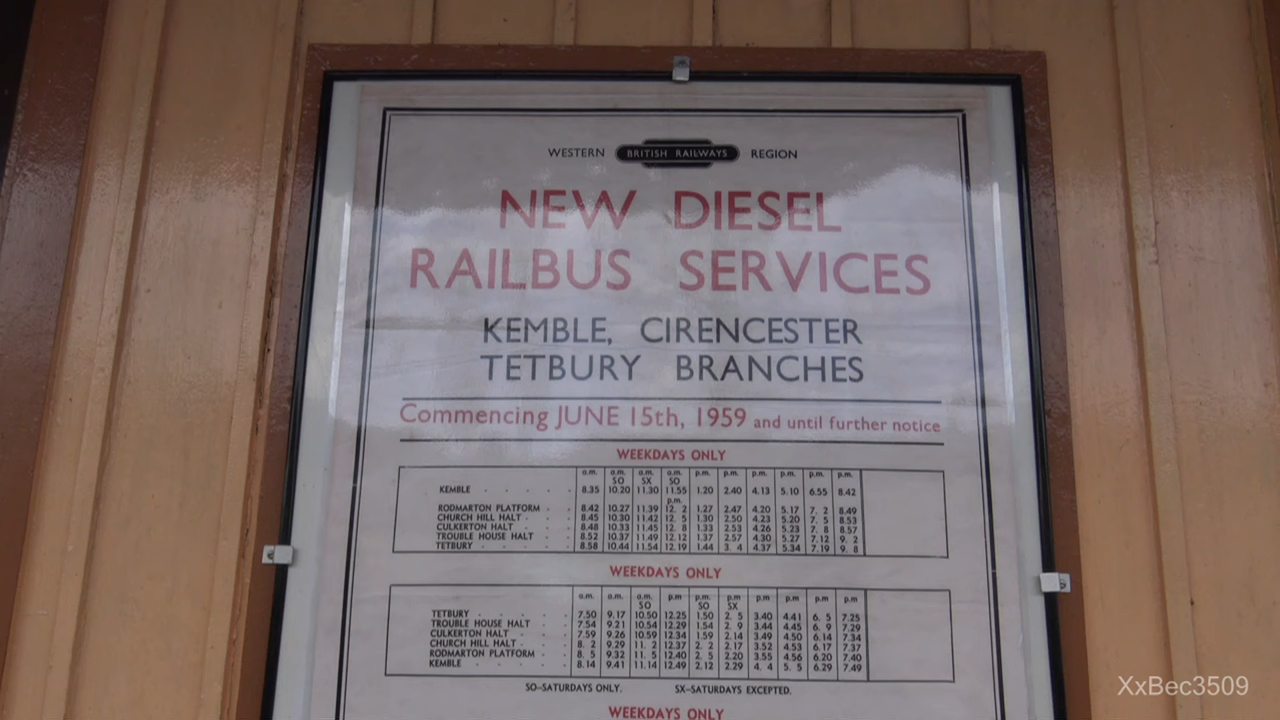 WESTERN BRITISH RAILWAYS REGION
NEW DIESEL
RAILBUS SERVICES
KEMBLE, CIRENCESTER
TETBURY BRANCHES
Commencing JUNE 15th, 1959 and until further notice
WEEKDAYS ONLY
a.m. a.m. a.m. a.m. p.m. p.m. p.m. p.m. p.m. p.m.
SO SX SO
KEMBLE - - - - 8.35 10.20 11.30 11.55 1.20 2.40 4.13 5.10 6.55 8.42
p.m.
RODMARTON PLATFORM - - 8.42 10.27 11.39 12. 2 1.27 2.47 4.20 5.17 7. 2 8.49
CHURCH HILL HALT - - 8.45 10.30 11.42 12. 5 1.30 2.50 4.23 5.20 7. 5 8.53
CULKERTON HALT - - 8.48 10.33 11.45 12. 8 1.33 2.53 4.26 5.23 7. 8 8.57
TROUBLE HOUSE HALT - - 8.52 10.37 11.49 12.12 1.37 2.57 4.30 5.27 7.12 9. 2
TETBURY - - - - 8.58 10.44 11.54 12.19 1.44 3. 4 4.37 5.34 7.19 9. 8
WEEKDAYS ONLY
a.m. a.m. a.m. p.m p.m. p.m p.m p.m p.m p.m
SO SO SX
TETBURY - - - - 7.50 9.17 10.50 12.25 1.50 2. 5 3.40 4.41 6. 5 7.25
TROUBLE HOUSE HALT - - 7.54 9.21 10.54 12.29 1.54 2. 9 3.44 4.45 6. 9 7.29
CULKERTON HALT - - 7.59 9.26 10.59 12.34 1.59 2.14 3.49 4.50 6.14 7.34
CHURCH HILL HALT - - 8. 2 9.29 11. 2 12.37 2. 2 2.17 3.52 4.53 6.17 7.37
RODMARTON PLATFORM - - 8. 5 9.32 11. 5 12.40 2. 5 2.20 3.55 4.56 6.20 7.40
KEMBLE - - - - 8.14 9.41 11.14 12.49 2.12 2.29 4. 4 5. 5 6.29 7.49
SO—SATURDAYS ONLY. SX—SATURDAYS EXCEPTED.
WEEKDAYS ONLY
XxBec3509